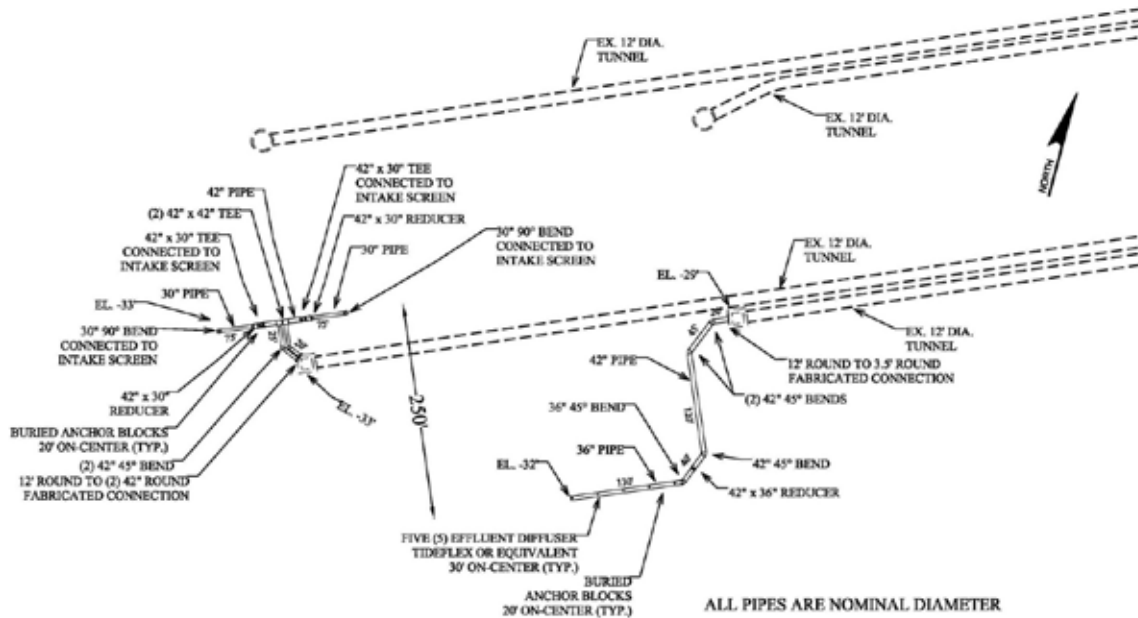 EX. 12' DIA.
TUNNEL
EX. 12' DIA.
TUNNEL
NORTH
42" x 30" TEE
CONNECTED TO
INTAKE SCREEN
42" PIPE
(2) 42" x 42" TEE
42" x 30" REDUCER
42" x 30" TEE
CONNECTED TO
INTAKE SCREEN
30" PIPE
30" 90° BEND
CONNECTED TO
INTAKE SCREEN
30" PIPE
EL. -33'
75'
75'
30" 90° BEND
CONNECTED TO
INTAKE SCREEN
42" x 30"
REDUCER
BURIED ANCHOR BLOCKS
20' ON-CENTER (TYP.)
(2) 42" 45° BEND
12' ROUND TO (2) 42" ROUND
FABRICATED CONNECTION
EL. -33'
250'
EX. 12' DIA.
TUNNEL
EL. -29'
EX. 12' DIA.
TUNNEL
12' ROUND TO 3.5' ROUND
FABRICATED CONNECTION
42" PIPE
(2) 42" 45° BENDS
120'
36" 45° BEND
36" PIPE
EL. -32'
130'
42" 45° BEND
42" x 36" REDUCER
FIVE (5) EFFLUENT DIFFUSER
TIDEFLEX OR EQUIVALENT
30' ON-CENTER (TYP.)
BURIED
ANCHOR BLOCKS
20' ON-CENTER (TYP.)
ALL PIPES ARE NOMINAL DIAMETER